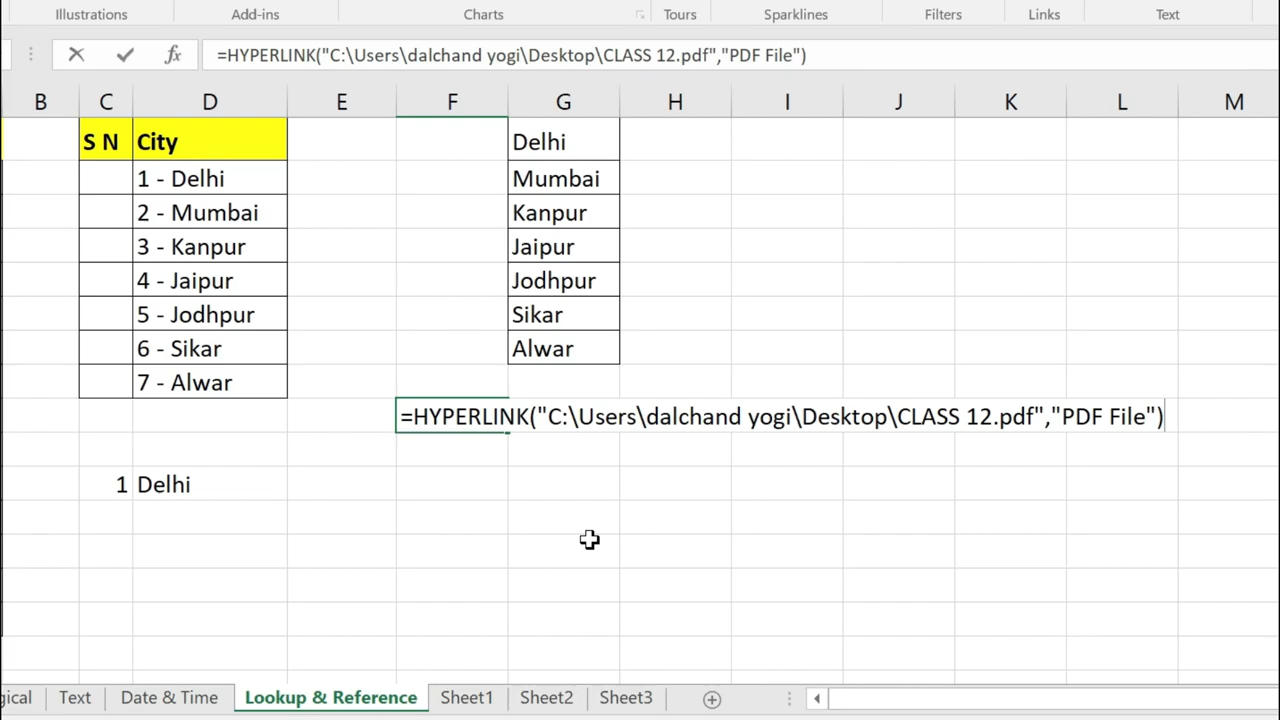 Illustrations Add-ins Charts Tours Sparklines Filters Links Text
fx =HYPERLINK("C:\Users\dalchand yogi\Desktop\CLASS 12.pdf","PDF File")
B C D E F G H I J K L M
S N City Delhi
1 - Delhi Mumbai
2 - Mumbai Kanpur
3 - Kanpur Jaipur
4 - Jaipur Jodhpur
5 - Jodhpur Sikar
6 - Sikar Alwar
7 - Alwar
=HYPERLINK("C:\Users\dalchand yogi\Desktop\CLASS 12.pdf","PDF File")
1 Delhi
gical Text Date & Time Lookup & Reference Sheet1 Sheet2 Sheet3